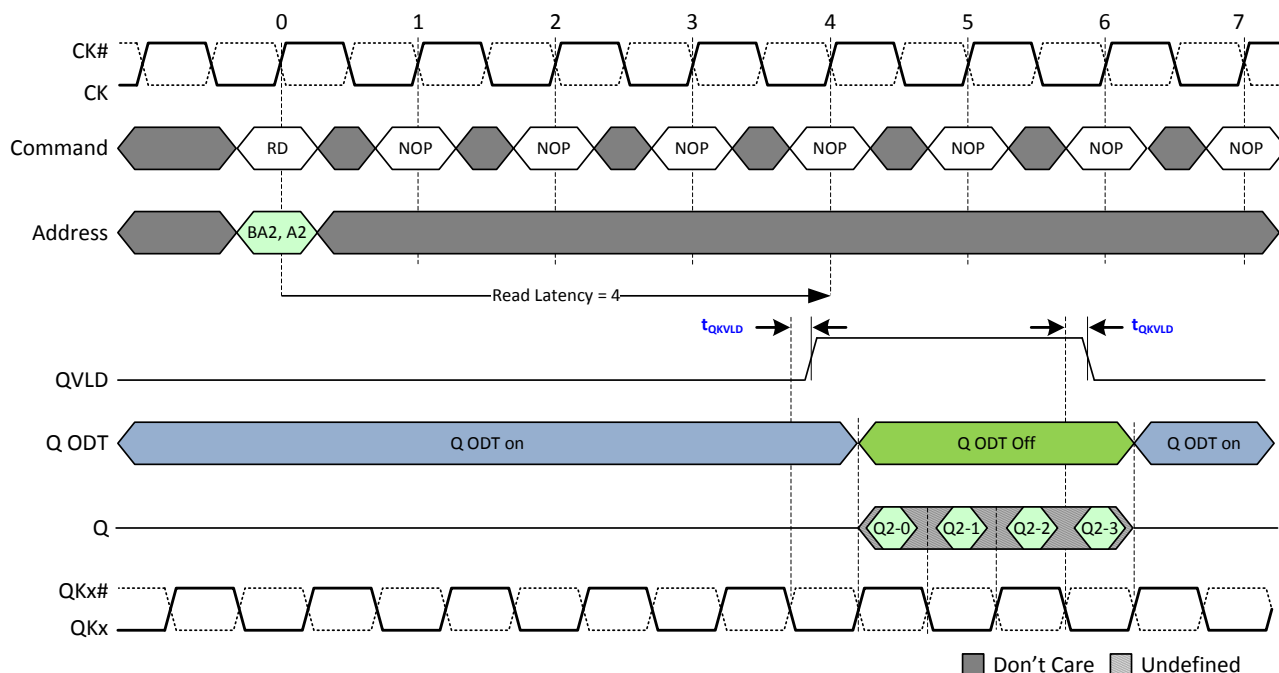 0 1 2 3 4 5 6 7
CK#
CK
Command RD NOP NOP NOP NOP NOP NOP NOP
Address BA2, A2
Read Latency = 4
tQKVLD tQKVLD
QVLD
Q ODT Q ODT on Q ODT Off Q ODT on
Q Q2-0 Q2-1 Q2-2 Q2-3
QKx#
QKx
Don't Care Undefined